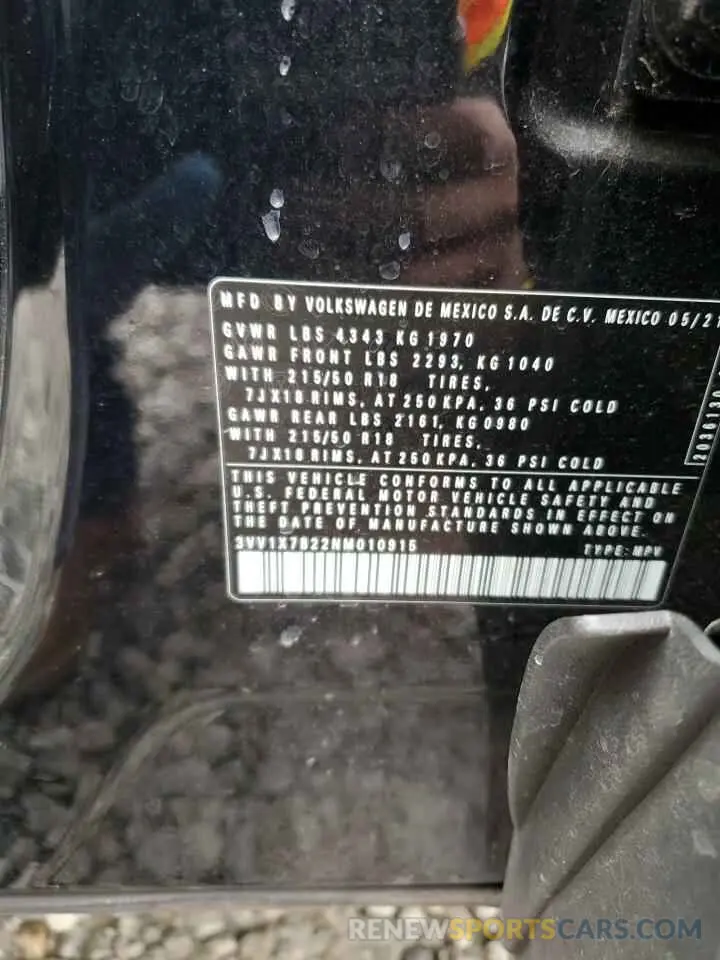 MFD BY VOLKSWAGEN DE MEXICO S.A. DE C.V. MEXICO 05/21
GVWR LBS 4343 KG 1970
GAWR FRONT LBS 2293, KG 1040
WITH 215/50 R18 TIRES,
7JX18 RIMS, AT 250 KPA, 36 PSI COLD
GAWR REAR LBS 2161, KG 0980
WITH 215/50 R18 TIRES,
7JX18 RIMS, AT 250 KPA, 36 PSI COLD
THIS VEHICLE CONFORMS TO ALL APPLICABLE
U.S. FEDERAL MOTOR VEHICLE SAFETY AND
THEFT PREVENTION STANDARDS IN EFFECT ON
THE DATE OF MANUFACTURE SHOWN ABOVE.
3VV1X7B22NM010915 TYPE: MPV
2036130
RENEWSPORTSCARS.COM